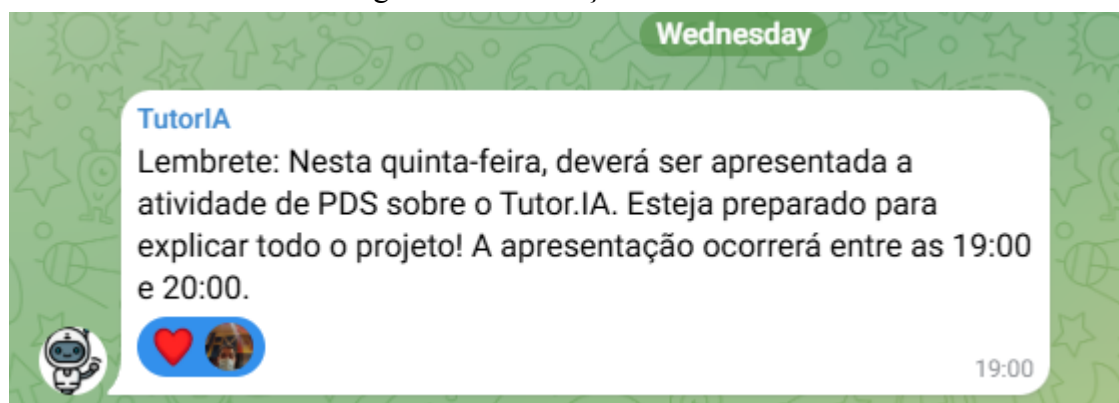 Wednesday
TutorIA
Lembrete: Nesta quinta-feira, deverá ser apresentada a
atividade de PDS sobre o Tutor.IA. Esteja preparado para
explicar todo o projeto! A apresentação ocorrerá entre as 19:00
e 20:00.
19:00